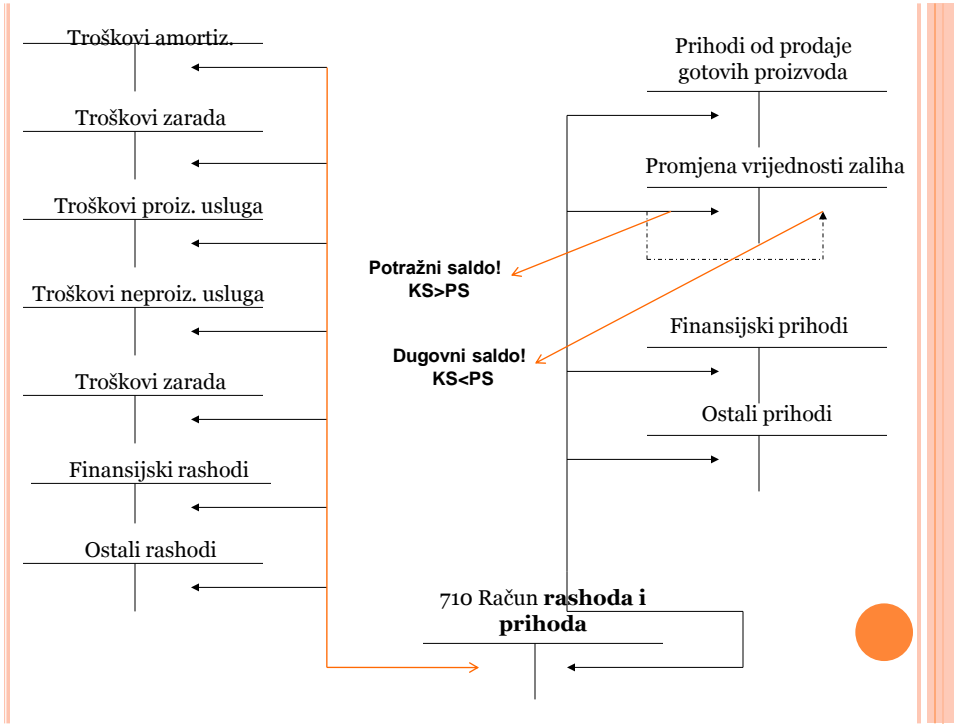 Troškovi amortiz.
Troškovi zarada
Troškovi proiz. usluga
Troškovi neproiz. usluga
Troškovi zarada
Finansijski rashodi
Ostali rashodi
Prihodi od prodaje
gotovih proizvoda
Promjena vrijednosti zaliha
Potražni saldo!
KS>PS
Dugovni saldo!
KS<PS
Finansijski prihodi
Ostali prihodi
710 Račun rashoda i
prihoda